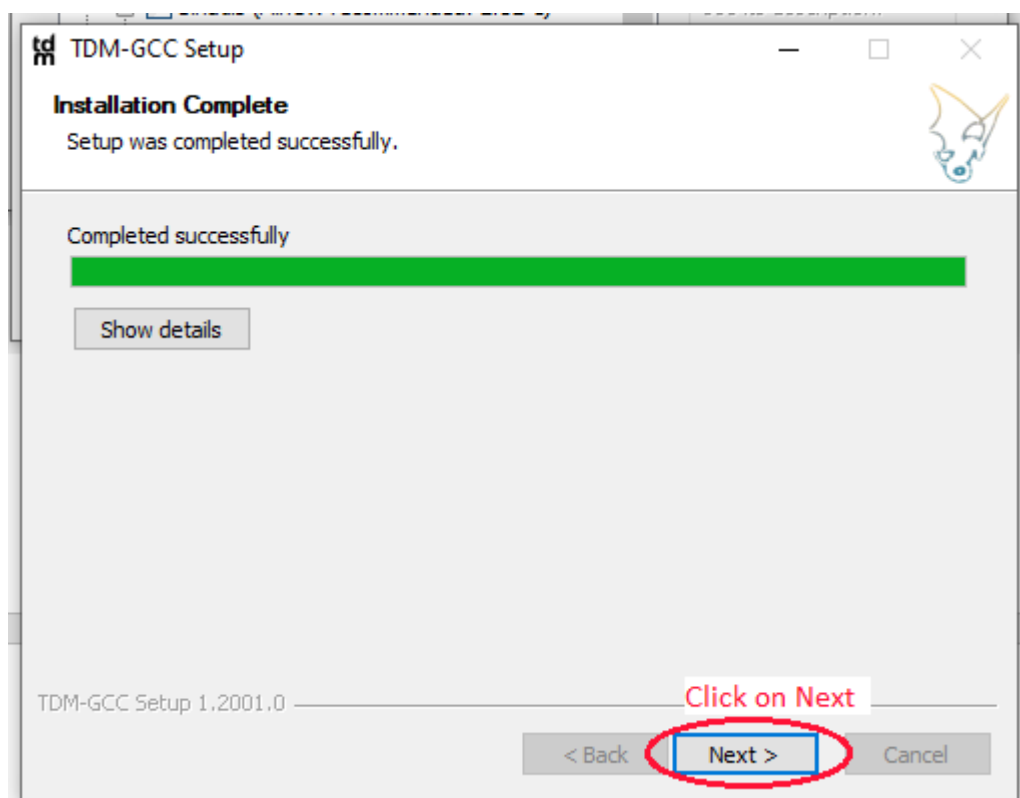 TDM-GCC Setup
Installation Complete
Setup was completed successfully.
Completed successfully
Show details
TDM-GCC Setup 1.2001.0
Click on Next
< Back
Next >
Cancel